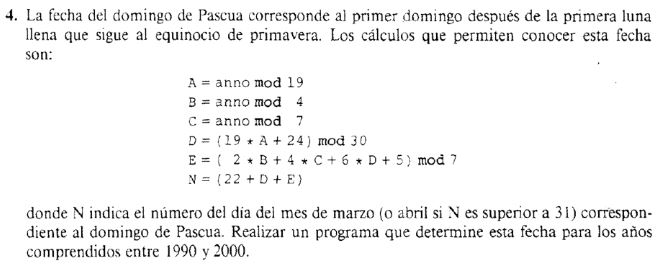 4. La fecha del domingo de Pascua corresponde al primer domingo después de la primera luna
llena que sigue al equinocio de primavera. Los cálculos que permiten conocer esta fecha
son:
A = anno mod 19
B = anno mod 4
C = anno mod 7
D = (19 * A + 24) mod 30
E = ( 2 * B + 4 * C + 6 * D + 5) mod 7
N = (22 + D + E)
donde N indica el número del día del mes de marzo (o abril si N es superior a 31) correspon-
diente al domingo de Pascua. Realizar un programa que determine esta fecha para los años
comprendidos entre 1990 y 2000.